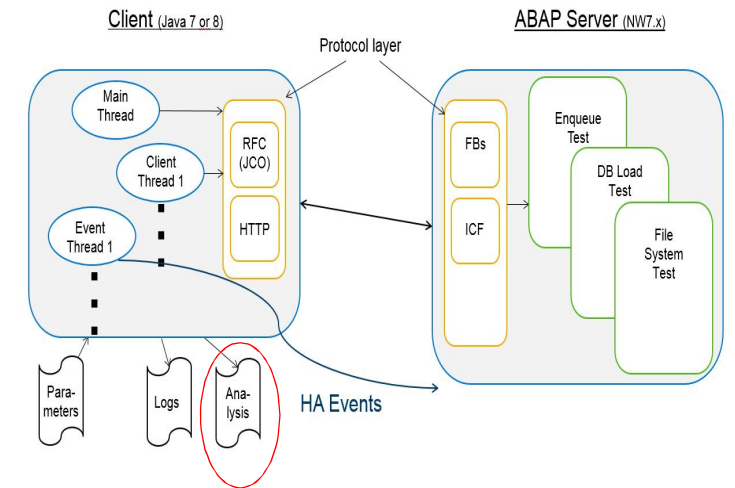 Client (Java 7 or 8)
ABAP Server (NW7.x)
Protocol layer
Main
Thread
Client
Thread 1
Event
Thread 1
RFC
(JCO)
HTTP
FBs
ICF
Enqueue
Test
DB Load
Test
File
System
Test
Para-
meters
Logs
Ana-
lysis
HA Events